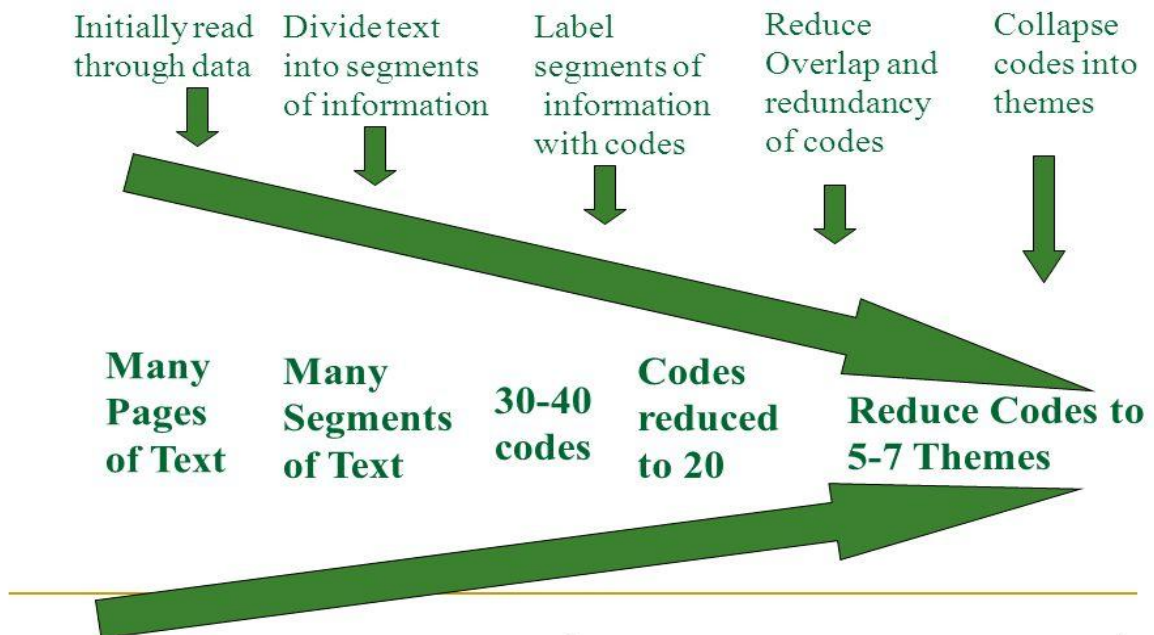 Initially read
through data
Divide text
into segments
of information
Label
segments of
information
with codes
Reduce
Overlap and
redundancy
of codes
Collapse
codes into
themes
Many
Pages
of Text
Many
Segments
of Text
30-40
codes
Codes
reduced
to 20
Reduce Codes to
5-7 Themes